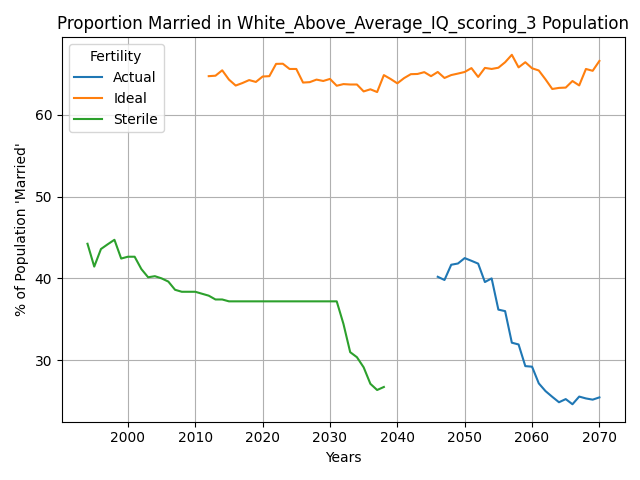 Proportion Married in White_Above_Average_IQ_scoring_3 Population
Fertility
Actual
Ideal
Sterile
% of Population 'Married'
60
50
40
30
2000 2010 2020 2030 2040 2050 2060 2070
Years